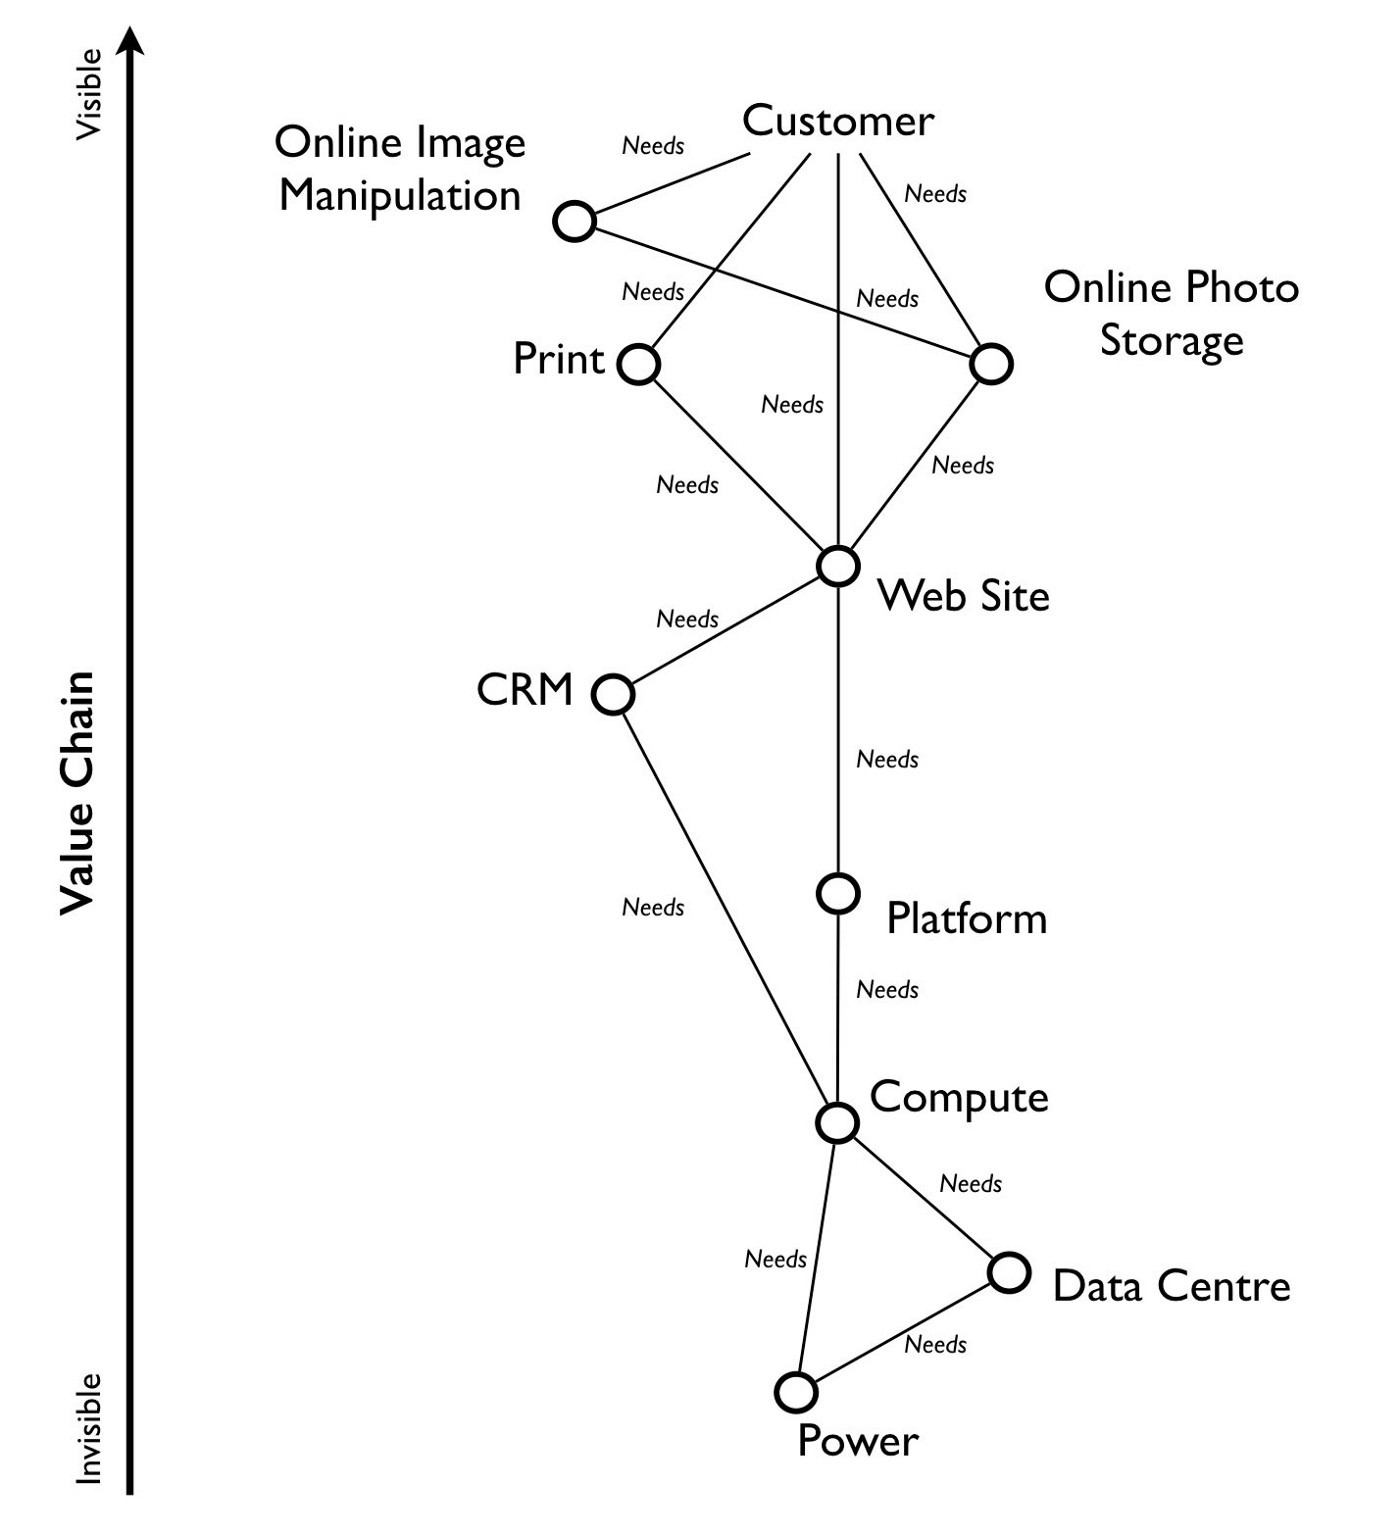 Visible
Customer
Online Image
Manipulation
Needs
Needs
Online Photo
Storage
Needs
Needs
Print
Needs
Needs
Needs
Web Site
Needs
CRM
Value Chain
Needs
Needs
Platform
Needs
Compute
Needs
Needs
Data Centre
Needs
Invisible
Power